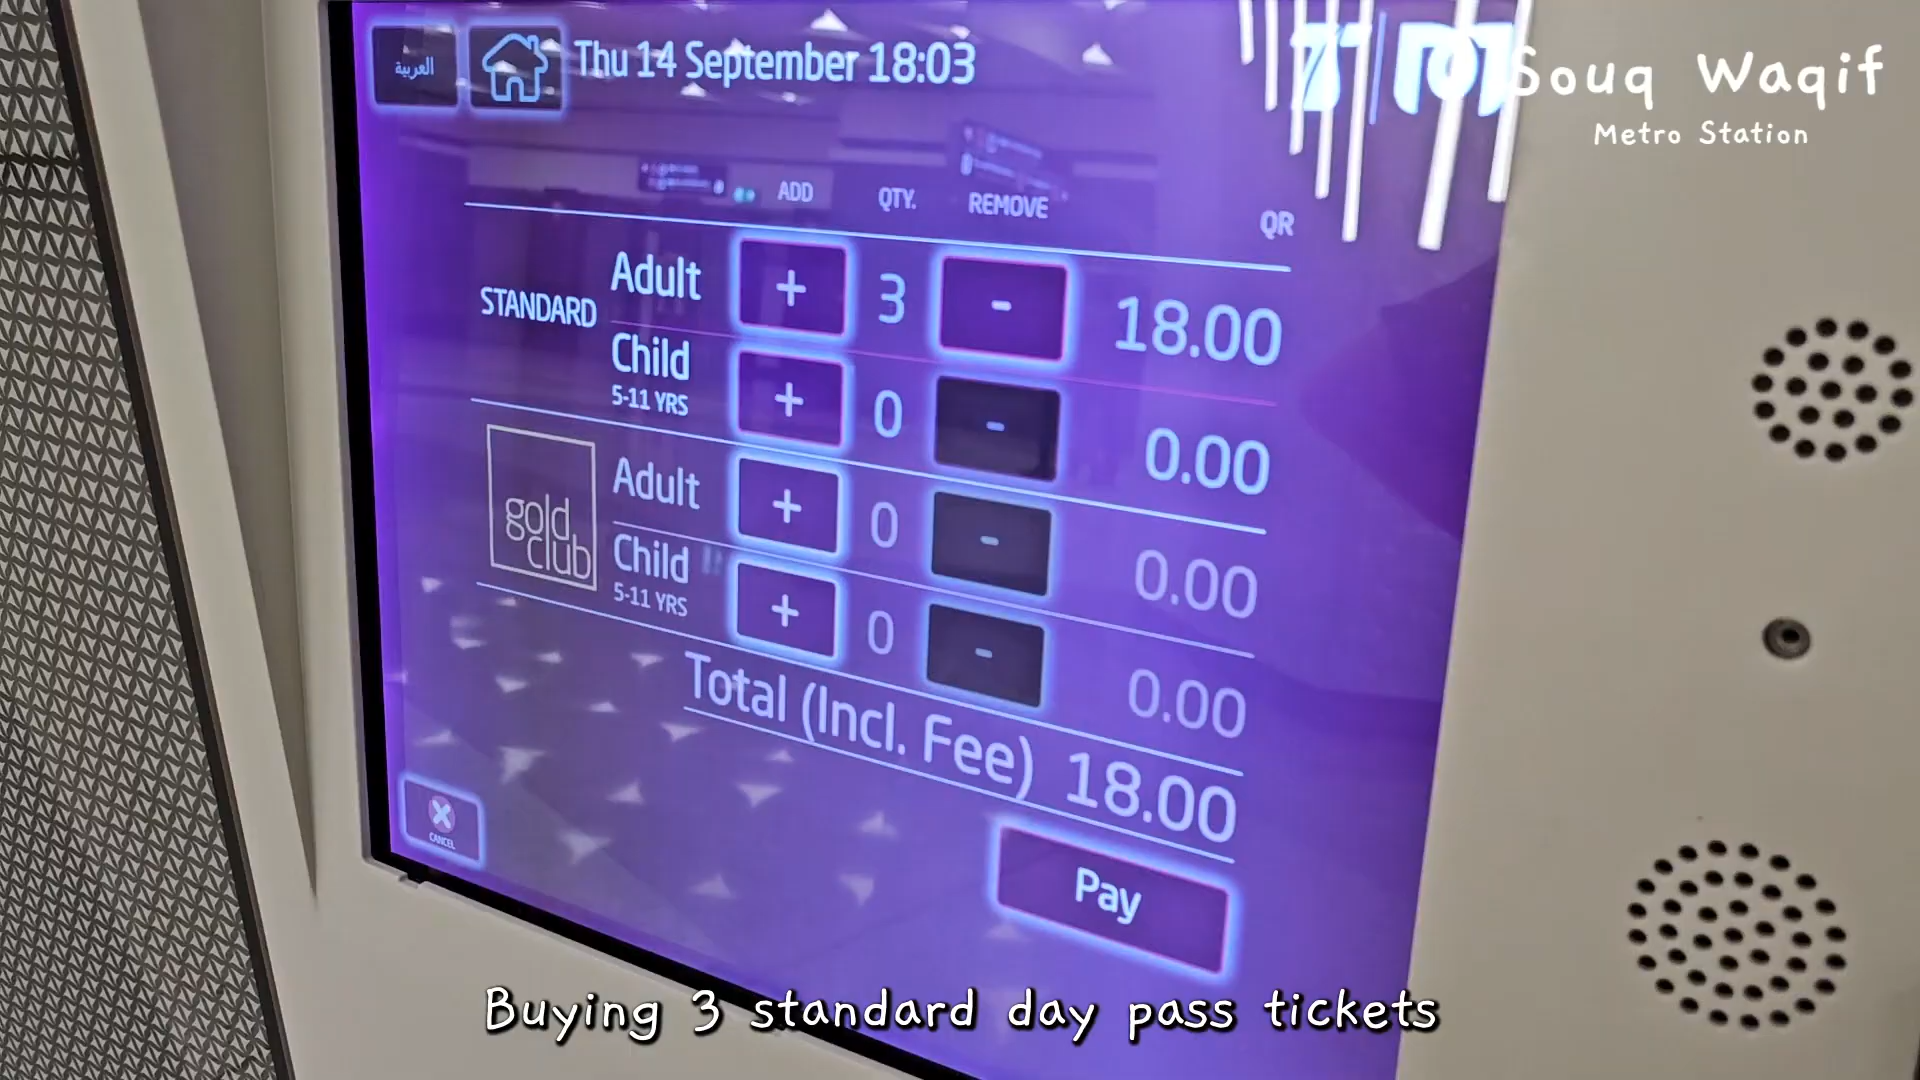 العربية
Thu 14 September 18:03
Souq Waqif
Metro Station
ADD QTY. REMOVE QR
STANDARD
Adult + 3 - 18.00
Child + 0 - 0.00
5-11 YRS
gold club
Adult + 0 - 0.00
Child + 0 - 0.00
5-11 YRS
Total (Incl. Fee) 18.00
CANCEL
Pay
Buying 3 standard day pass tickets